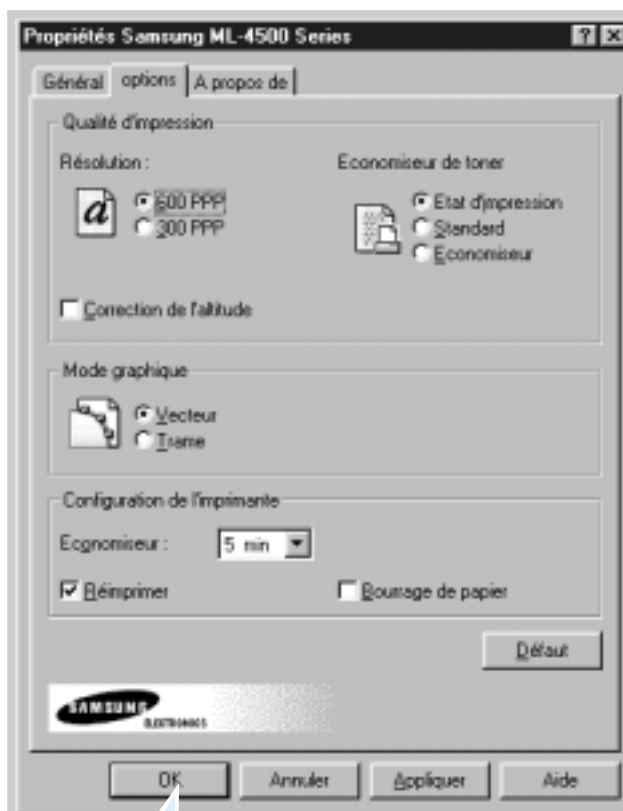 Propriétés Samsung ML-4500 Series
Général options A propos de
Qualité d'impression
Résolution :
600 PPP
300 PPP
Economiseur de toner
Etat d'impression
Standard
Economiseur
Correction de l'altitude
Mode graphique
Vecteur
Trame
Configuration de l'imprimante
Economiseur : 5 min
Réimprimer
Bourrage de papier
Défaut
SAMSUNG
ELECTRONICS
OK Annuler Appliquer Aide